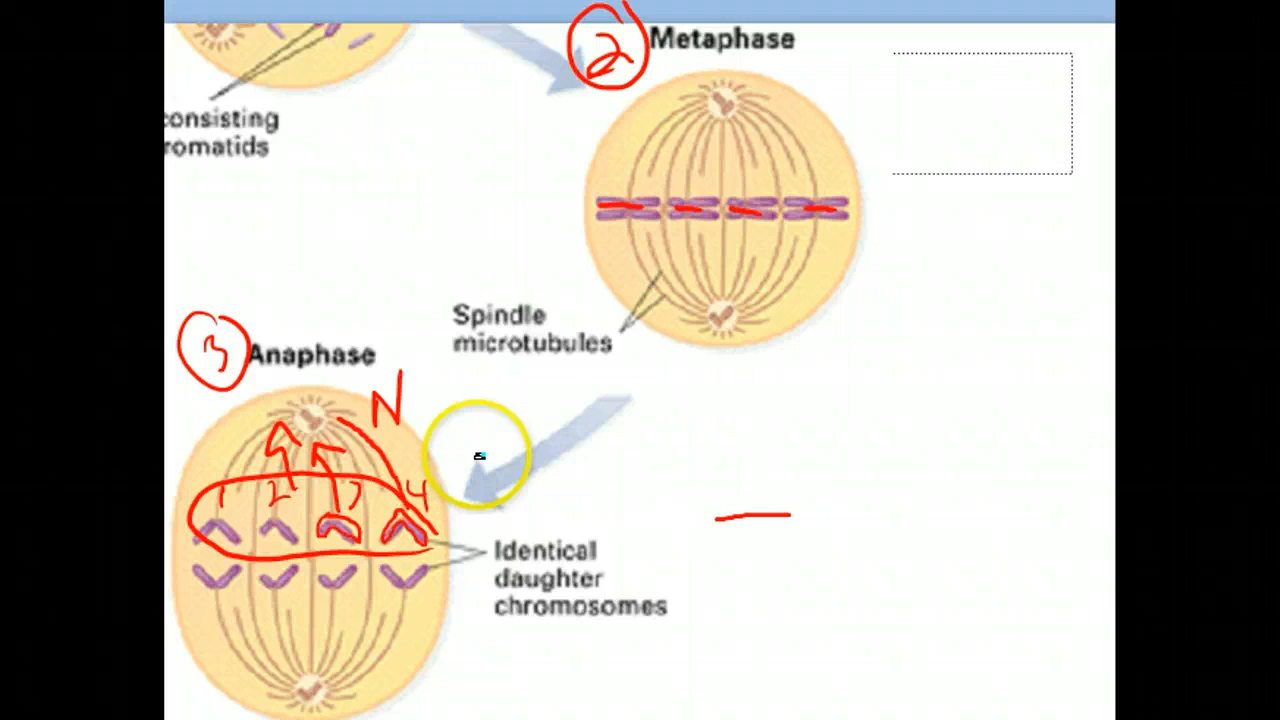 2
Metaphase
consisting
romatids
Spindle
microtubules
3
Anaphase
N
1 2 3 4
Identical
daughter
chromosomes